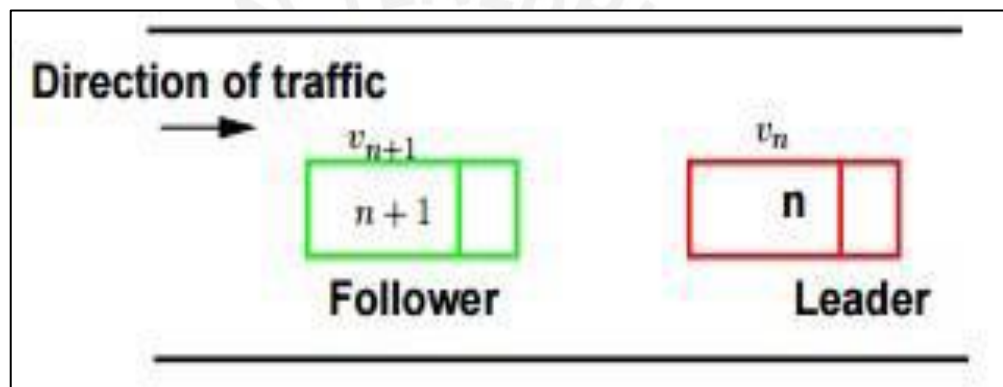 Direction of traffic
v_{n+1} v_n
n + 1 n
Follower Leader